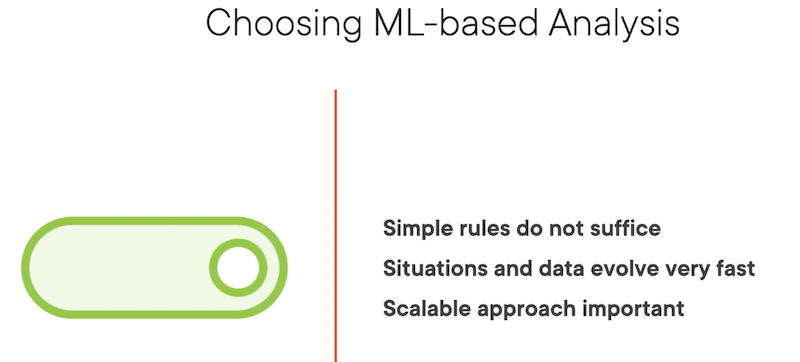 Choosing ML-based Analysis
Simple rules do not suffice
Situations and data evolve very fast
Scalable approach important